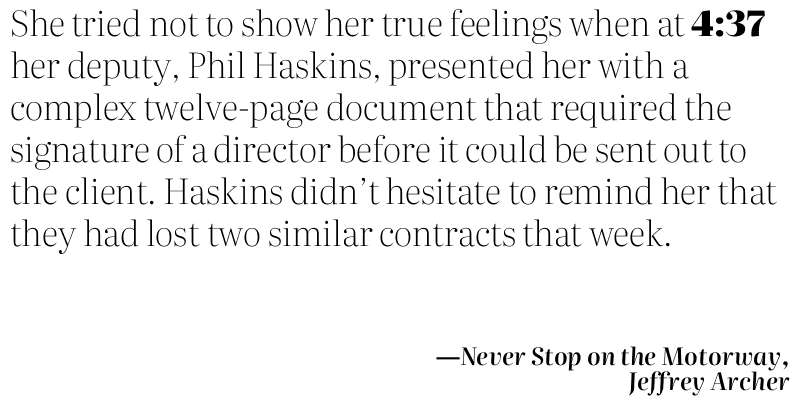 She tried not to show her true feelings when at 4:37
her deputy, Phil Haskins, presented her with a
complex twelve-page document that required the
signature of a director before it could be sent out to
the client. Haskins didn’t hesitate to remind her that
they had lost two similar contracts that week.
—Never Stop on the Motorway,
Jeffrey Archer